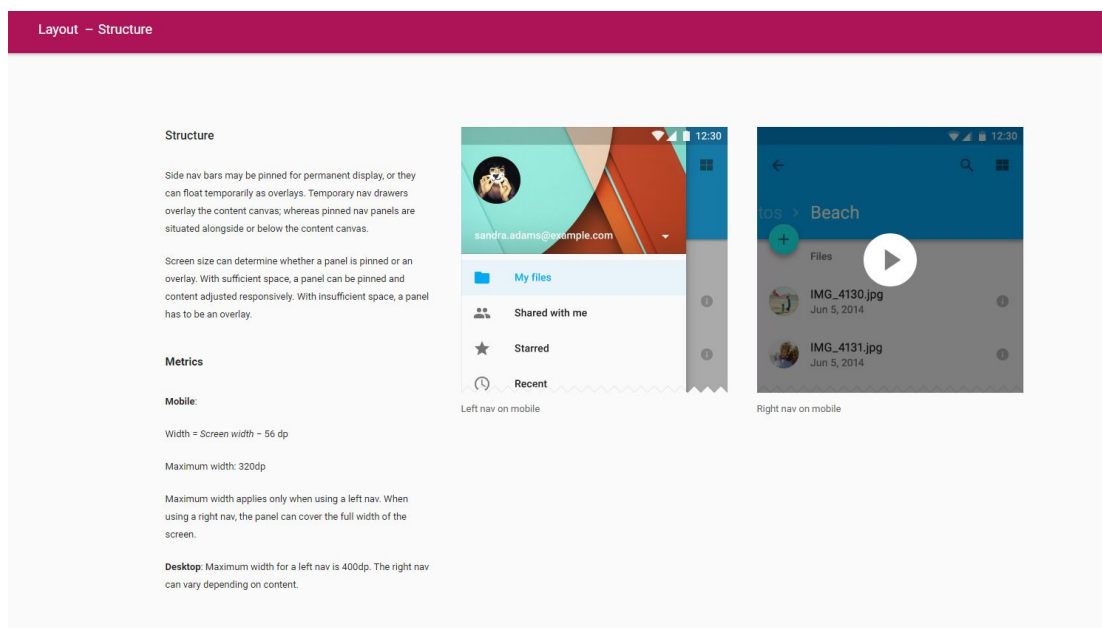 Layout – Structure
Structure
Side nav bars may be pinned for permanent display, or they
can float temporarily as overlays. Temporary nav drawers
overlay the content canvas; whereas pinned nav panels are
situated alongside or below the content canvas.
Screen size can determine whether a panel is pinned or an
overlay. With sufficient space, a panel can be pinned and
content adjusted responsively. With insufficient space, a panel
has to be an overlay.
Metrics
Mobile:
Width = Screen width – 56 dp
Maximum width: 320dp
Maximum width applies only when using a left nav. When
using a right nav, the panel can cover the full width of the
screen.
Desktop: Maximum width for a left nav is 400dp. The right nav
can vary depending on content.
12:30
sandra.adams@example.com
My files
Shared with me
Starred
Recent
Left nav on mobile
12:30
tos > Beach
Files
IMG_4130.jpg
Jun 5, 2014
IMG_4131.jpg
Jun 5, 2014
Right nav on mobile